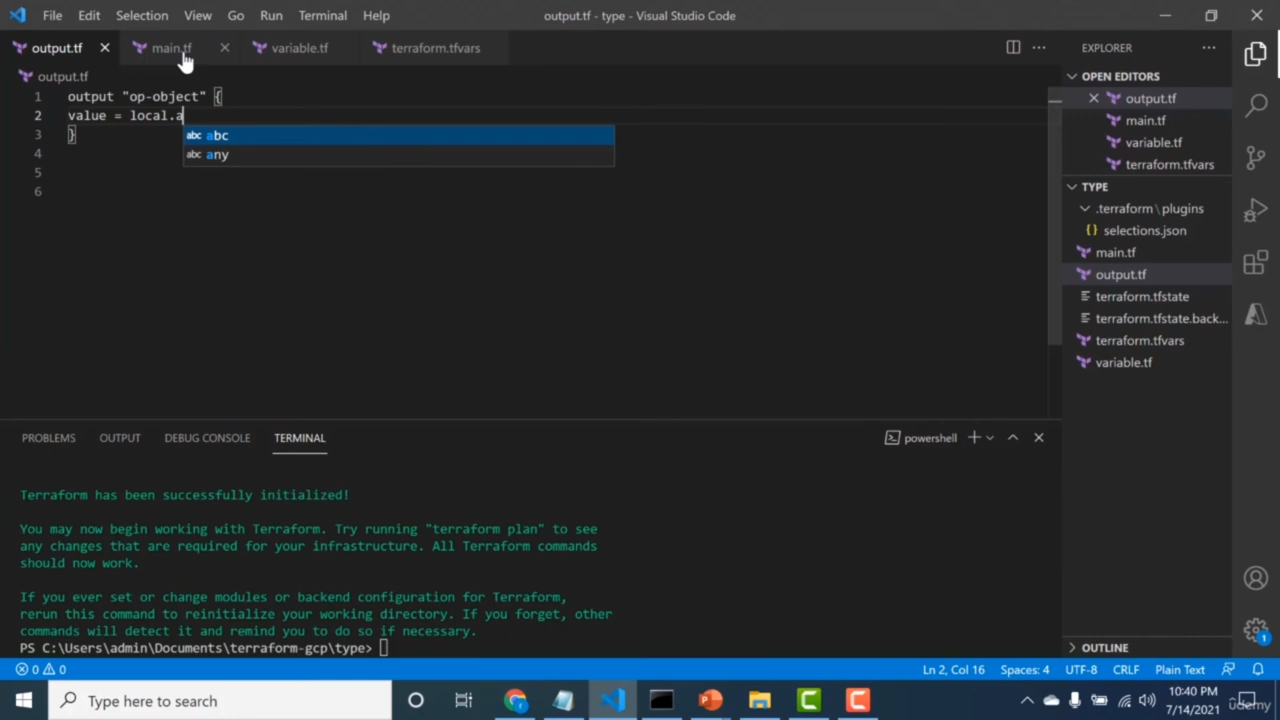 File Edit Selection View Go Run Terminal Help output.tf - type - Visual Studio Code
output.tf main.tf variable.tf terraform.tfvars
output.tf
1 output "op-object" {
2 value = local.a
3 }
4
5
6
abc abc
abc any
EXPLORER
OPEN EDITORS
output.tf
main.tf
variable.tf
terraform.tfvars
TYPE
.terraform\plugins
{} selections.json
main.tf
output.tf
terraform.tfstate
terraform.tfstate.back...
terraform.tfvars
variable.tf
OUTLINE
PROBLEMS OUTPUT DEBUG CONSOLE TERMINAL powershell
Terraform has been successfully initialized!
You may now begin working with Terraform. Try running "terraform plan" to see
any changes that are required for your infrastructure. All Terraform commands
should now work.
If you ever set or change modules or backend configuration for Terraform,
rerun this command to reinitialize your working directory. If you forget, other
commands will detect it and remind you to do so if necessary.
PS C:\Users\admin\Documents\terraform-gcp\type>
0 0 Ln 2, Col 16 Spaces: 4 UTF-8 CRLF Plain Text
1
Type here to search
10:40 PM
7/14/2021
udemy